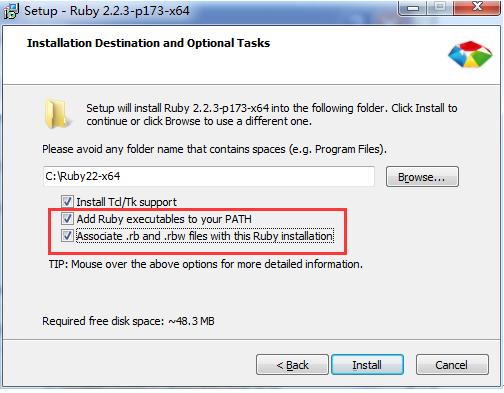 Setup - Ruby 2.2.3-p173-x64
Installation Destination and Optional Tasks
Setup will install Ruby 2.2.3-p173-x64 into the following folder. Click Install to
continue or click Browse to use a different one.
Please avoid any folder name that contains spaces (e.g. Program Files).
C:\Ruby22-x64
Browse...
Install Tcl/Tk support
Add Ruby executables to your PATH
Associate .rb and .rbw files with this Ruby installation
TIP: Mouse over the above options for more detailed information.
Required free disk space: ~48.3 MB
< Back
Install
Cancel